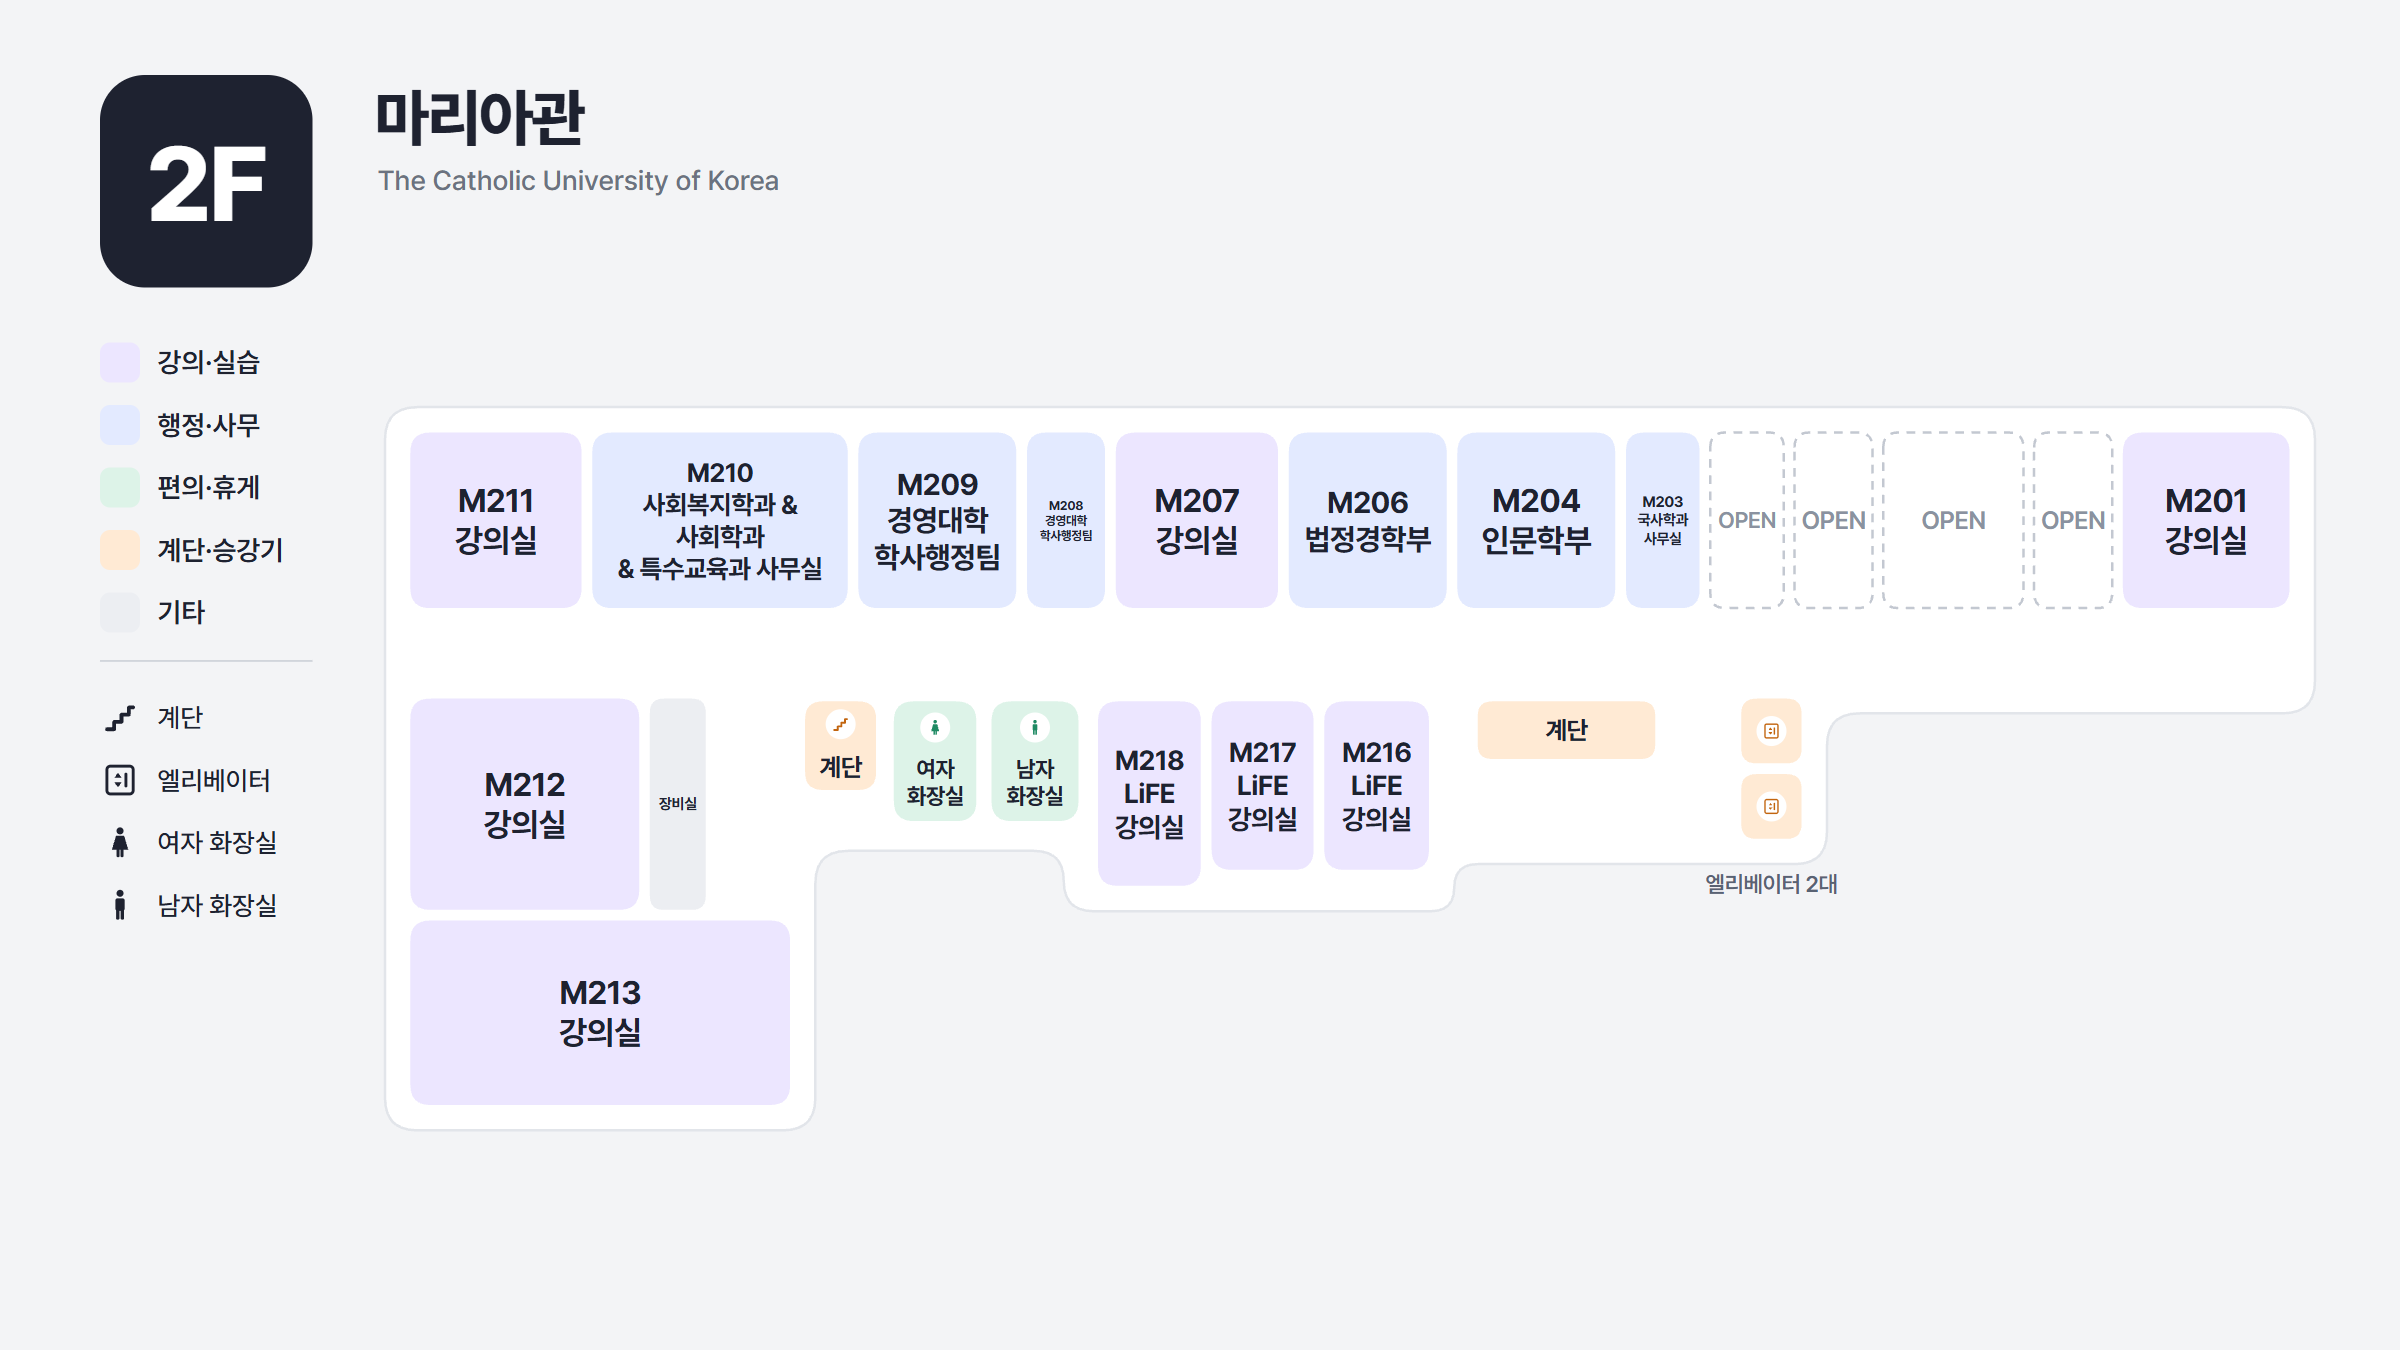 2F
마리아관
The Catholic University of Korea
강의·실습
행정·사무
편의·휴게
계단·승강기
기타
계단
엘리베이터
여자 화장실
남자 화장실
M211
강의실
M210
사회복지학과 &
사회학과
& 특수교육과 사무실
M209
경영대학
학사행정팀
M208
경영대학
학사행정팀
M207
강의실
M206
법정경학부
M204
인문학부
M203
국사학과
사무실
OPEN
OPEN
OPEN
OPEN
M201
강의실
M212
강의실
장비실
계단
여자
화장실
남자
화장실
M218
LiFE
강의실
M217
LiFE
강의실
M216
LiFE
강의실
계단
엘리베이터 2대
M213
강의실